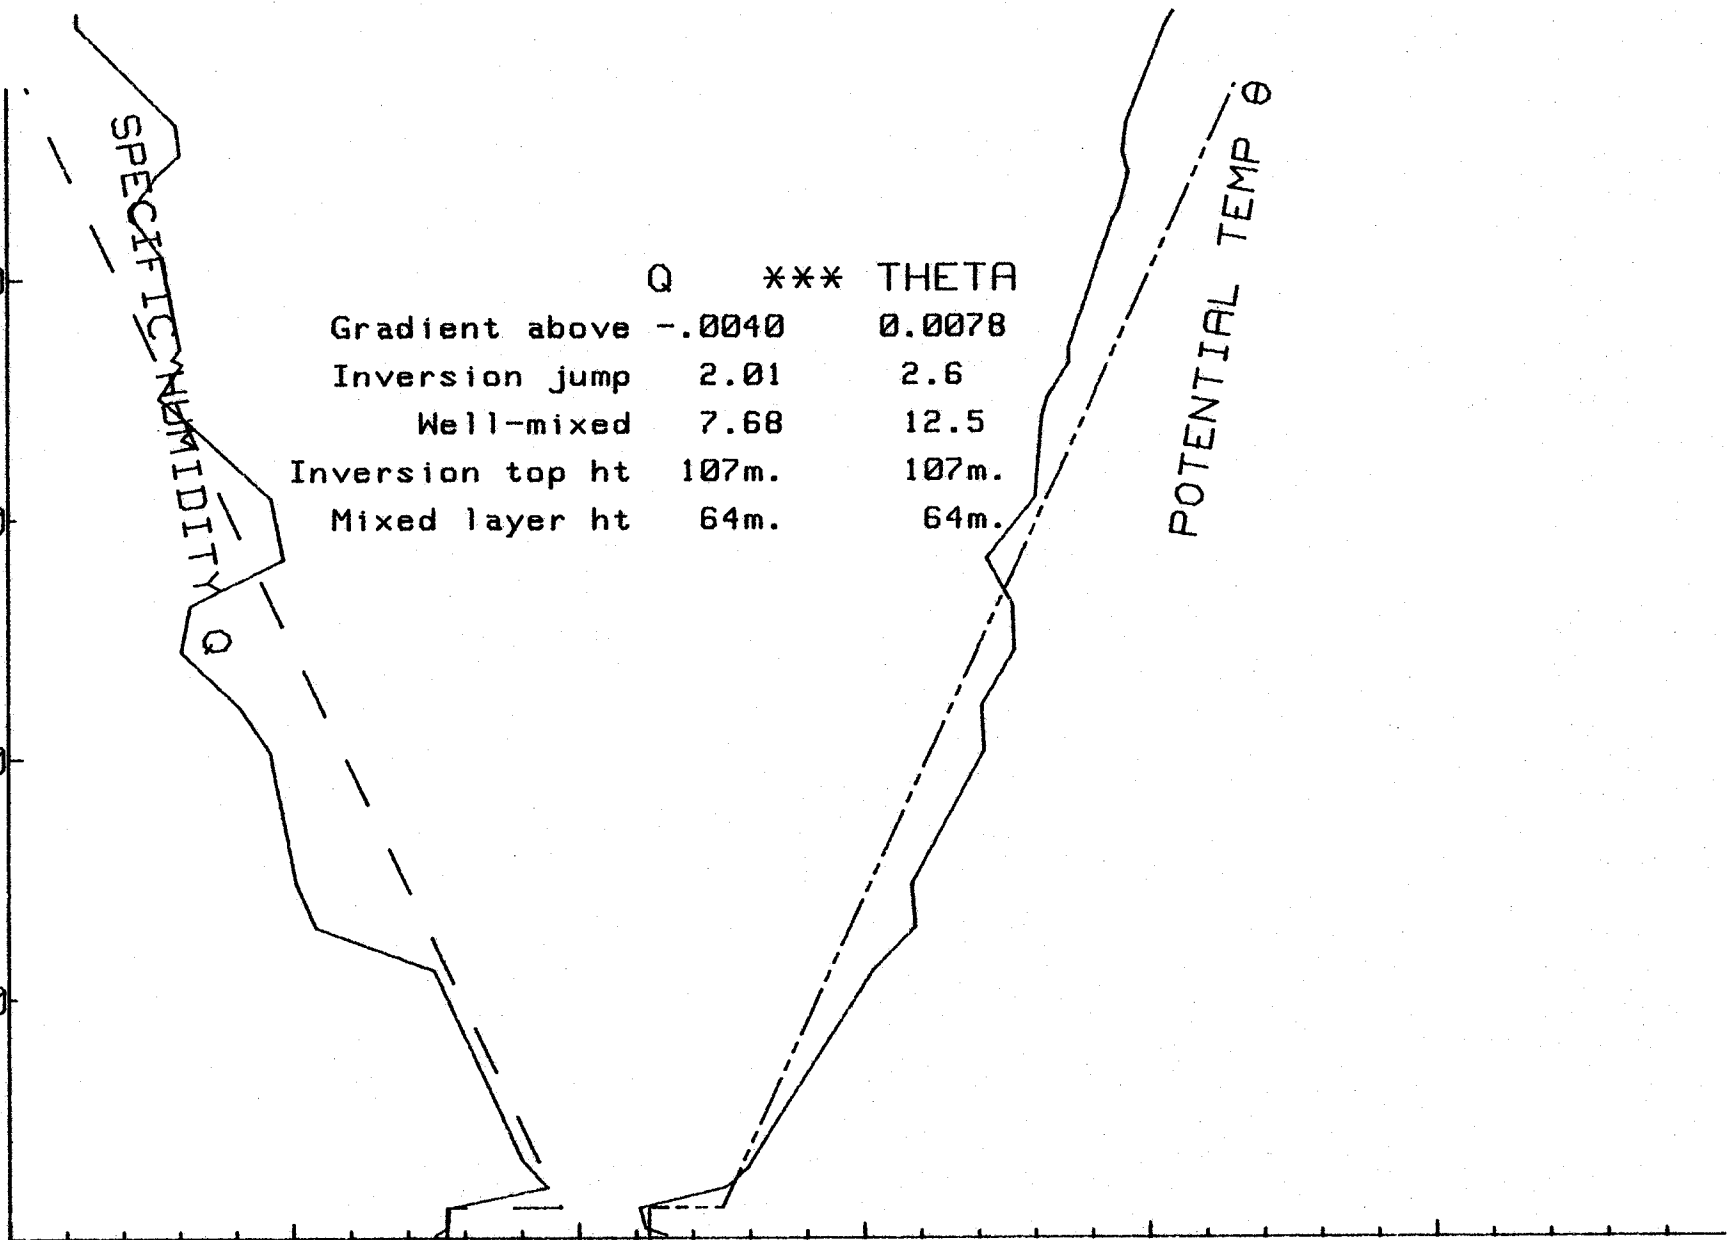 SPECIFIC HUMIDITY Q
POTENTIAL TEMP θ
Q *** THETA
Gradient above -.0040 0.0078
Inversion jump 2.01 2.6
Well-mixed 7.68 12.5
Inversion top ht 107m. 107m.
Mixed layer ht 64m. 64m.